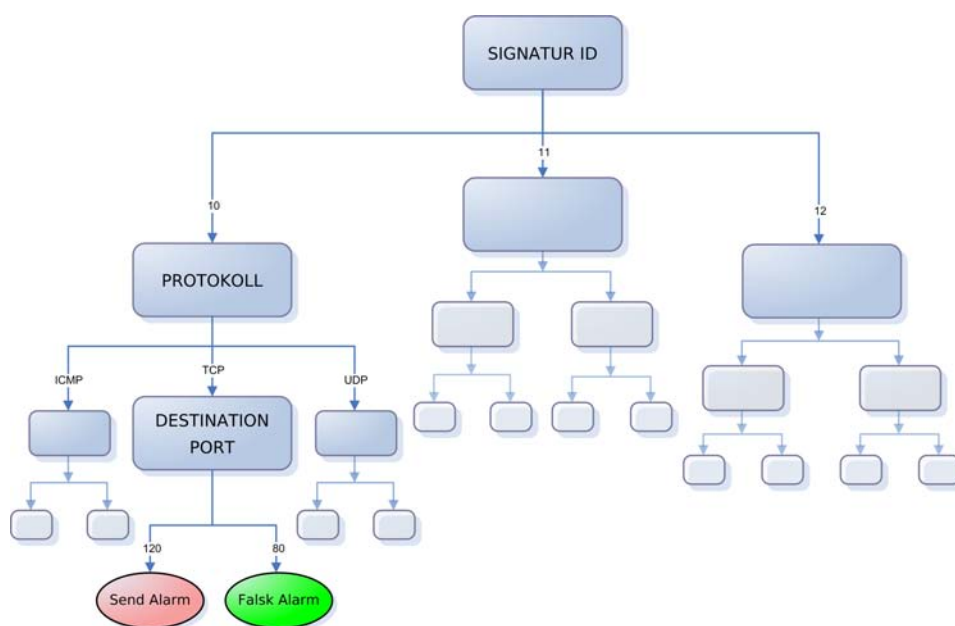 SIGNATUR ID
11
10
12
PROTOKOLL
ICMP
TCP
UDP
DESTINATION
PORT
120
80
Send Alarm
Falsk Alarm